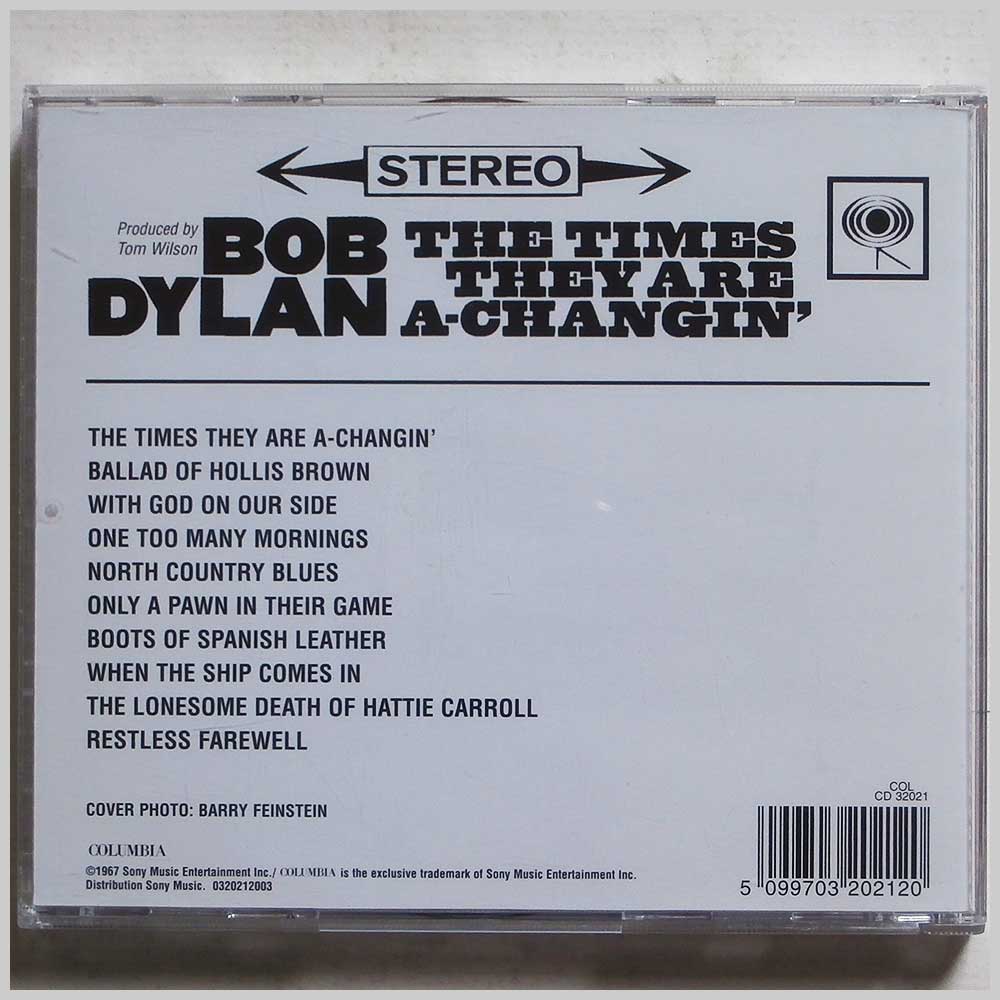 STEREO
Produced by
Tom Wilson
BOB
DYLAN
THE TIMES
THEY ARE
A-CHANGIN'
THE TIMES THEY ARE A-CHANGIN'
BALLAD OF HOLLIS BROWN
WITH GOD ON OUR SIDE
ONE TOO MANY MORNINGS
NORTH COUNTRY BLUES
ONLY A PAWN IN THEIR GAME
BOOTS OF SPANISH LEATHER
WHEN THE SHIP COMES IN
THE LONESOME DEATH OF HATTIE CARROLL
RESTLESS FAREWELL
COVER PHOTO: BARRY FEINSTEIN
COLUMBIA
©1967 Sony Music Entertainment Inc./ COLUMBIA is the exclusive trademark of Sony Music Entertainment Inc.
Distribution Sony Music. 0320212003
COL
CD 32021
5 099703 202120